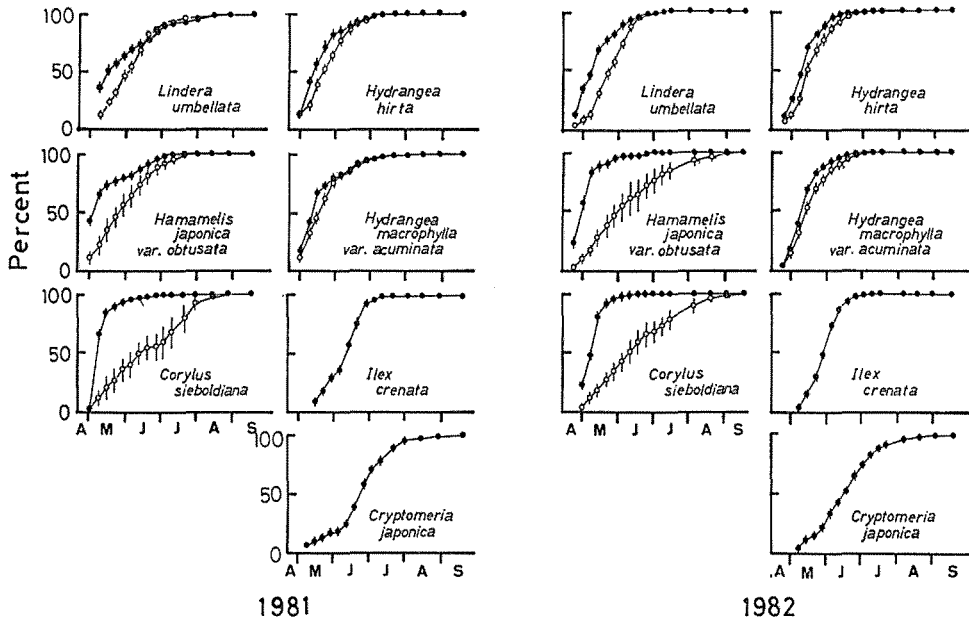 100
50
0
Lindera
umbellata
Hydrangea
hirta
Lindera
umbellata
Hydrangea
hirta
Percent
100
50
0
Hamamelis
japonica
var. obtusata
Hydrangea
macrophylla
var. acuminata
Hamamelis
japonica
var. obtusata
Hydrangea
macrophylla
var. acuminata
100
50
0
Corylus
sieboldiana
Ilex
crenata
Corylus
sieboldiana
Ilex
crenata
A M J J A S
A M J J A S
100
50
0
Cryptomeria
japonica
Cryptomeria
japonica
A M J J A S
A M J J A S
1981
1982